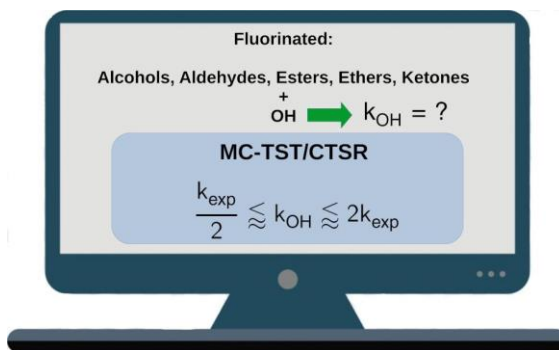 Fluorinated:
Alcohols, Aldehydes, Esters, Ethers, Ketones
+
OH k_OH = ?
MC-TST/CTSR
k_exp/2 ⪅ k_OH ⪅ 2k_exp